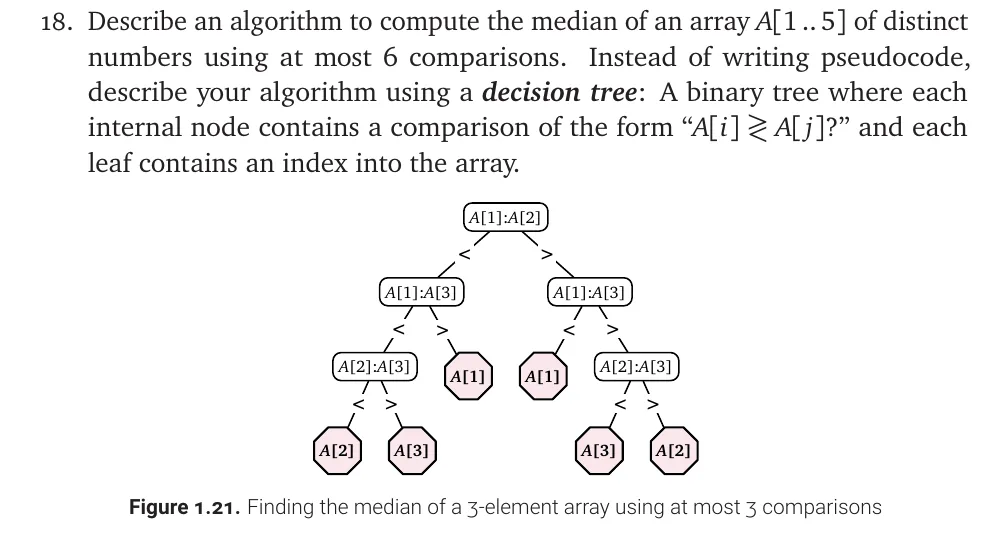 18. Describe an algorithm to compute the median of an array A[1 .. 5] of distinct
numbers using at most 6 comparisons. Instead of writing pseudocode,
describe your algorithm using a decision tree: A binary tree where each
internal node contains a comparison of the form “A[i] ≷ A[j]?” and each
leaf contains an index into the array.
A[1]:A[2]
< >
A[1]:A[3] A[1]:A[3]
< > < >
A[2]:A[3] A[1] A[1] A[2]:A[3]
< > < >
A[2] A[3] A[3] A[2]
Figure 1.21. Finding the median of a 3-element array using at most 3 comparisons